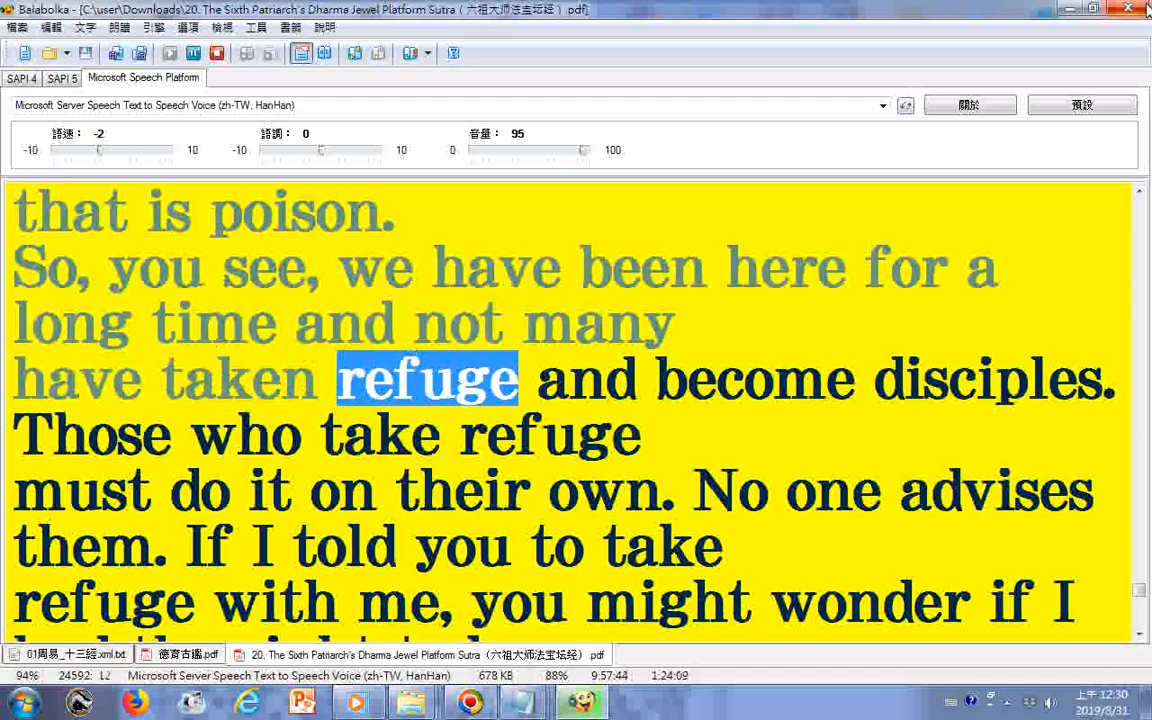 Balabolka - [C:\user\Downloads\20. The Sixth Patriarch's Dharma Jewel Platform Sutra（六祖大师法宝坛经）.pdf]
檔案 編輯 文字 朗讀 引擎 選項 檢視 工具 書籤 說明
SAPI 4 SAPI 5 Microsoft Speech Platform
Microsoft Server Speech Text to Speech Voice (zh-TW, HanHan) 關於 預設
語速： -2 語調： 0 音量： 95
-10 10 -10 10 0 100
that is poison.
So, you see, we have been here for a
long time and not many
have taken refuge and become disciples.
Those who take refuge
must do it on their own. No one advises
them. If I told you to take
refuge with me, you might wonder if I
01周易_十三經.xml.txt 德育古鑑.pdf 20. The Sixth Patriarch's Dharma Jewel Platform Sutra（六祖大师法宝坛经）.pdf
94% 24592: 12 Microsoft Server Speech Text to Speech Voice (zh-TW, HanHan) 678 KB 88% 9:57:44 1:24:09
上午 12:30
2019/8/31